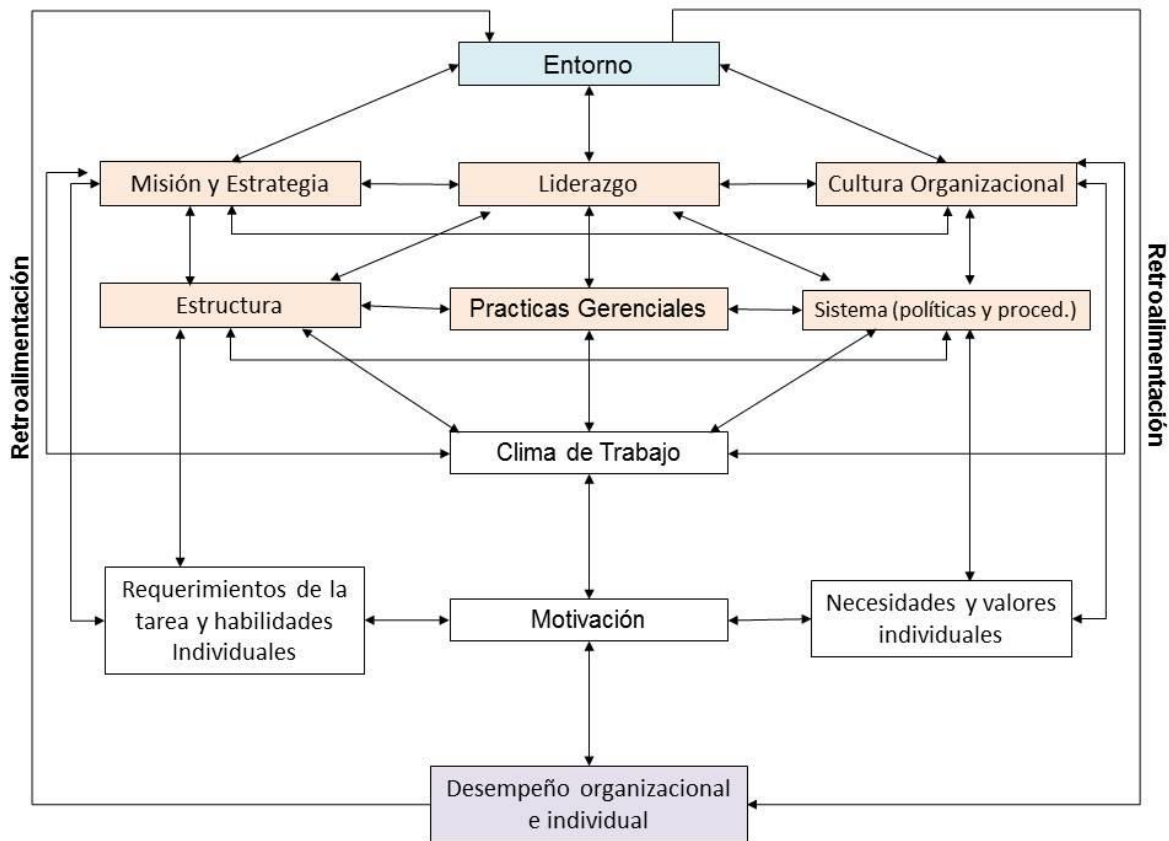 Entorno
Misión y Estrategia
Liderazgo
Cultura Organizacional
Retroalimentación
Retroalimentación
Estructura
Practicas Gerenciales
Sistema (políticas y proced.)
Clima de Trabajo
Requerimientos de la
tarea y habilidades
Individuales
Motivación
Necesidades y valores
individuales
Desempeño organizacional
e individual